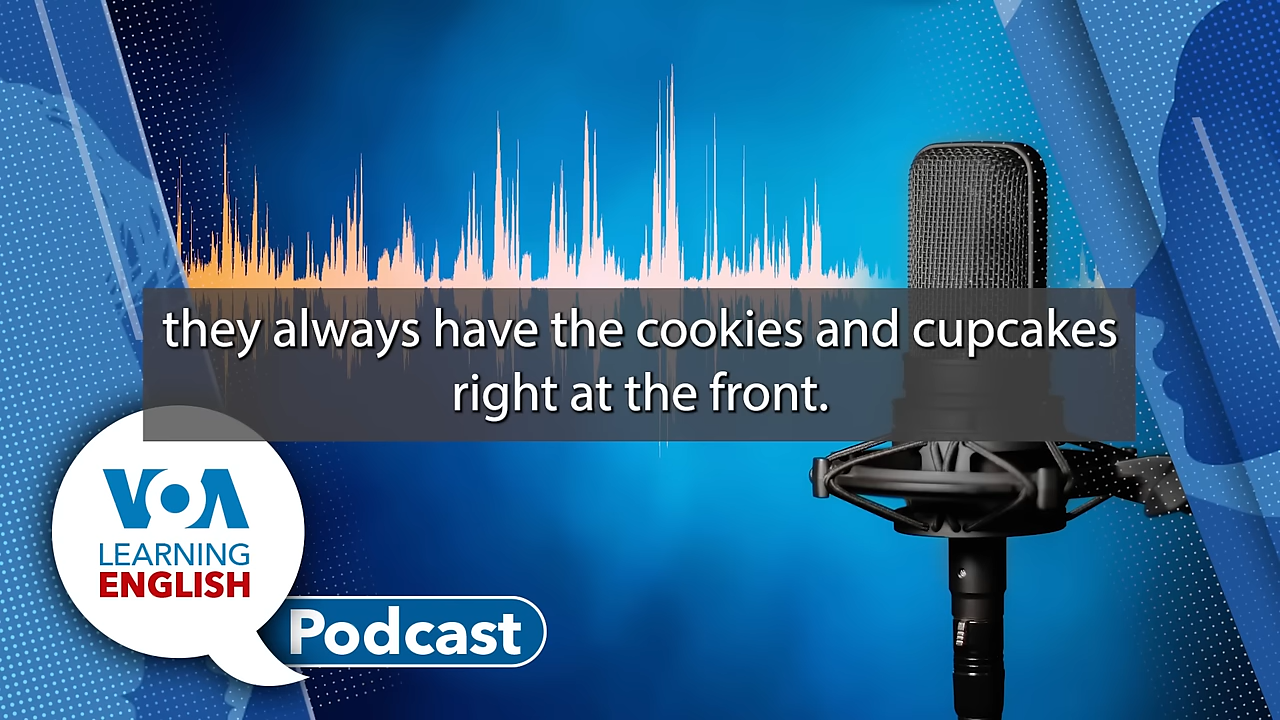 they always have the cookies and cupcakes
right at the front.
VOA
LEARNING
ENGLISH
Podcast